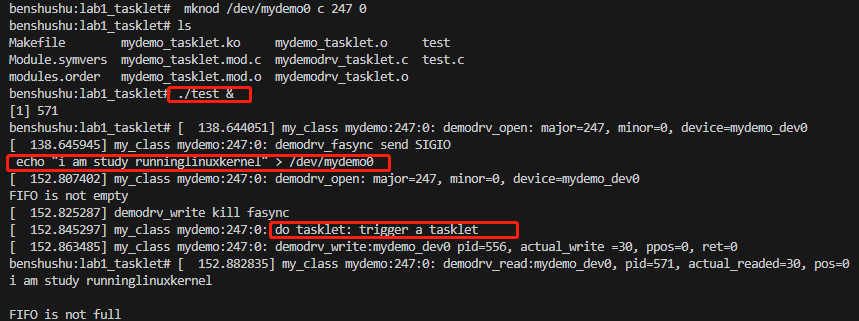 benshushu:lab1_tasklet#  mknod /dev/mydemo0 c 247 0
benshushu:lab1_tasklet# ls
Makefile        mydemo_tasklet.ko     mydemo_tasklet.o     test
Module.symvers  mydemo_tasklet.mod.c  mydemodrv_tasklet.c  test.c
modules.order   mydemo_tasklet.mod.o  mydemodrv_tasklet.o
benshushu:lab1_tasklet# ./test &
[1] 571
benshushu:lab1_tasklet# [  138.644051] my_class mydemo:247:0: demodrv_open: major=247, minor=0, device=mydemo_dev0
[  138.645945] my_class mydemo:247:0: demodrv_fasync send SIGIO
 echo "i am study runninglinuxkernel" > /dev/mydemo0
[  152.807402] my_class mydemo:247:0: demodrv_open: major=247, minor=0, device=mydemo_dev0
FIFO is not empty
[  152.825287] demodrv_write kill fasync
[  152.845297] my_class mydemo:247:0: do tasklet: trigger a tasklet
[  152.863485] my_class mydemo:247:0: demodrv_write:mydemo_dev0 pid=556, actual_write =30, ppos=0, ret=0
benshushu:lab1_tasklet# [  152.882835] my_class mydemo:247:0: demodrv_read:mydemo_dev0, pid=571, actual_readed=30, pos=0
i am study runninglinuxkernel

FIFO is not full